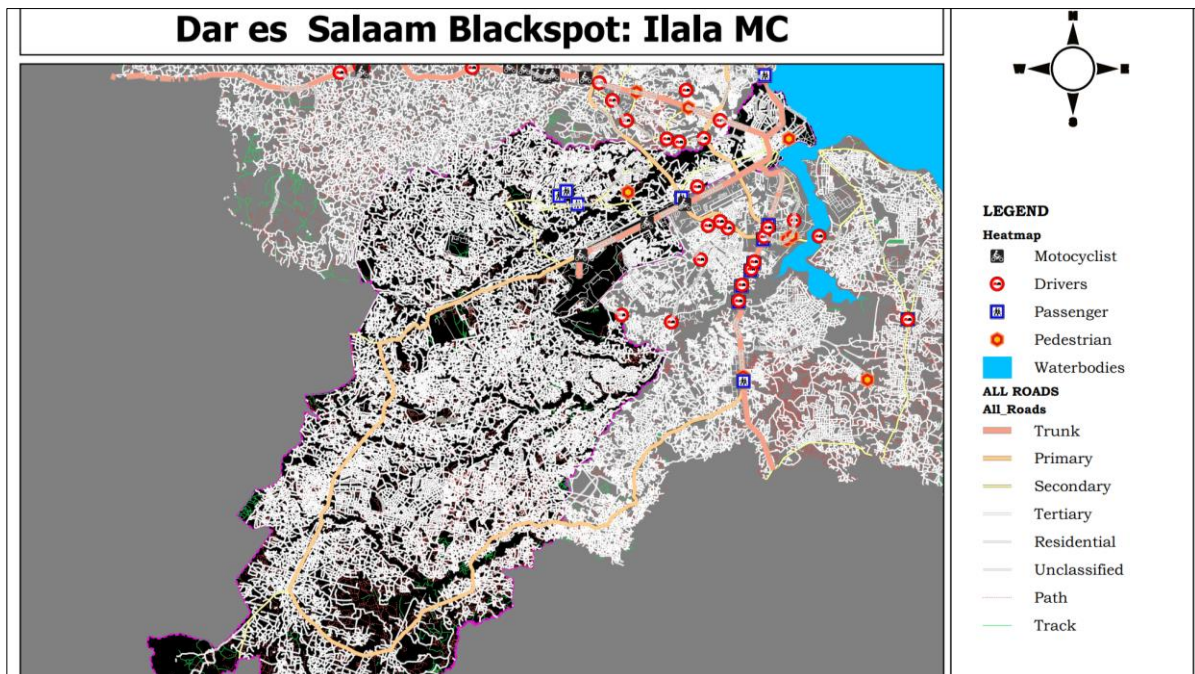 Dar es Salaam Blackspot: Ilala MC
N
W
S
LEGEND
Heatmap
Motocyclist
Drivers
Passenger
Pedestrian
Waterbodies
ALL ROADS
All_Roads
Trunk
Primary
Secondary
Tertiary
Residential
Unclassified
Path
Track